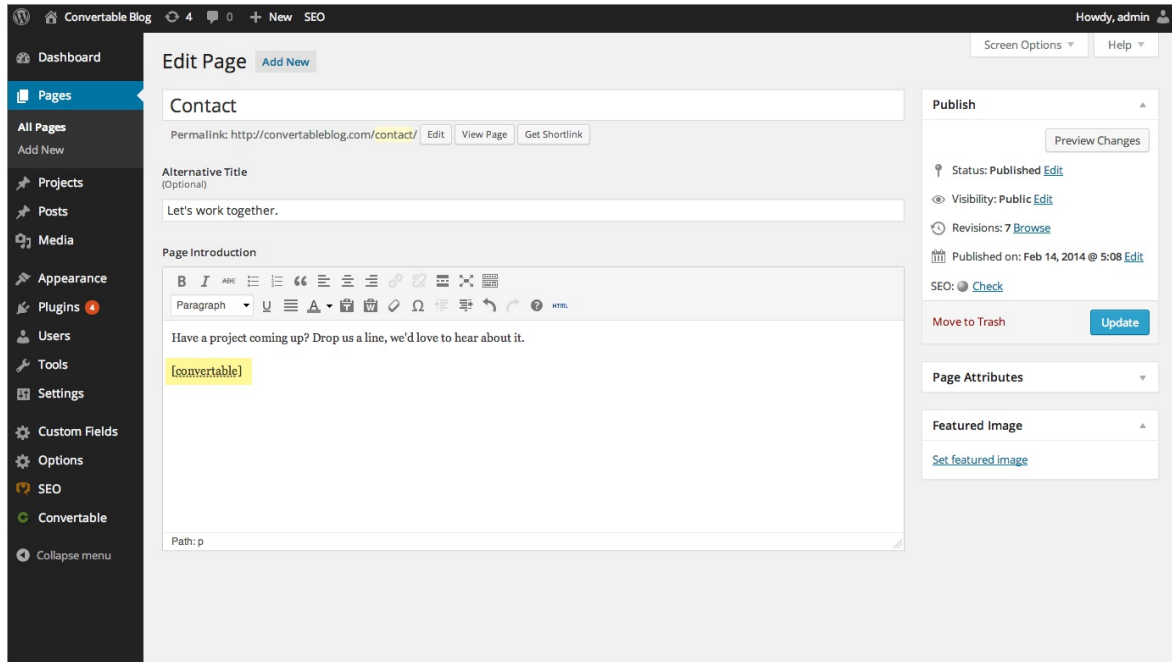 Convertable Blog 4 0 + New SEO Howdy, admin
Screen Options Help
Dashboard
Pages
All Pages
Add New
Projects
Posts
Media
Appearance
Plugins 4
Users
Tools
Settings
Custom Fields
Options
SEO
Convertable
Collapse menu
Edit Page Add New
Contact
Permalink: http://convertableblog.com/contact/ Edit View Page Get Shortlink
Alternative Title
(Optional)
Let's work together.
Page Introduction
B I ABC
Paragraph U A T W Ω ? HTML
Have a project coming up? Drop us a line, we'd love to hear about it.
[convertable]
Path: p
Publish
Preview Changes
Status: Published Edit
Visibility: Public Edit
Revisions: 7 Browse
Published on: Feb 14, 2014 @ 5:08 Edit
SEO: Check
Move to Trash Update
Page Attributes
Featured Image
Set featured image